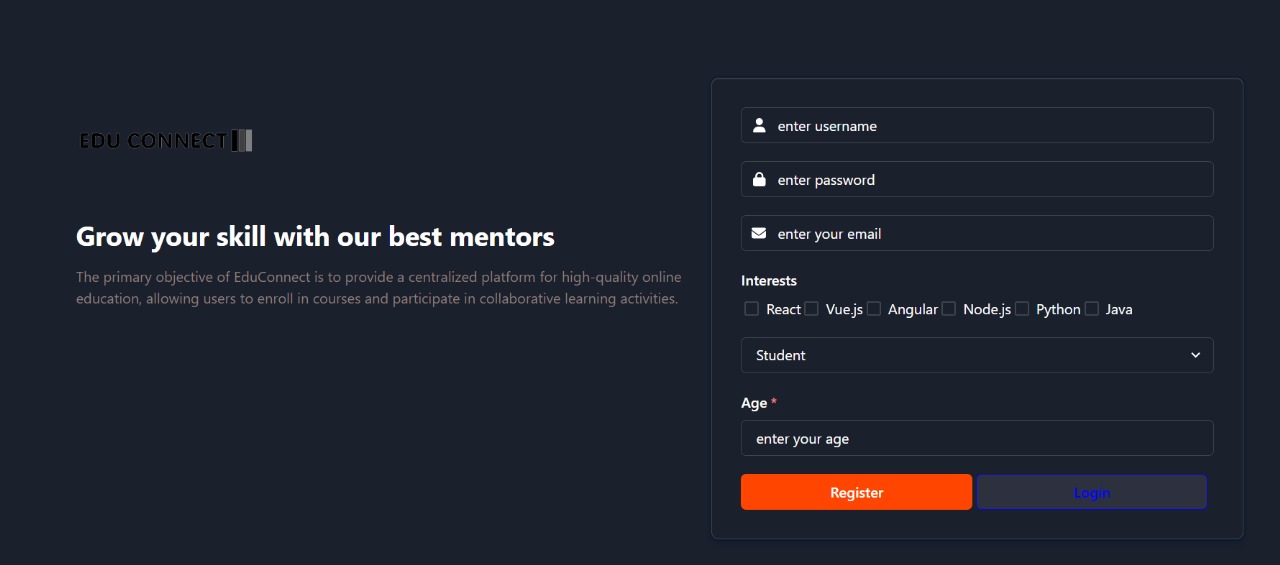 EDU CONNECT
Grow your skill with our best mentors
The primary objective of EduConnect is to provide a centralized platform for high-quality online
education, allowing users to enroll in courses and participate in collaborative learning activities.
enter username
enter password
enter your email
Interests
React Vue.js Angular Node.js Python Java
Student
Age *
enter your age
Register Login